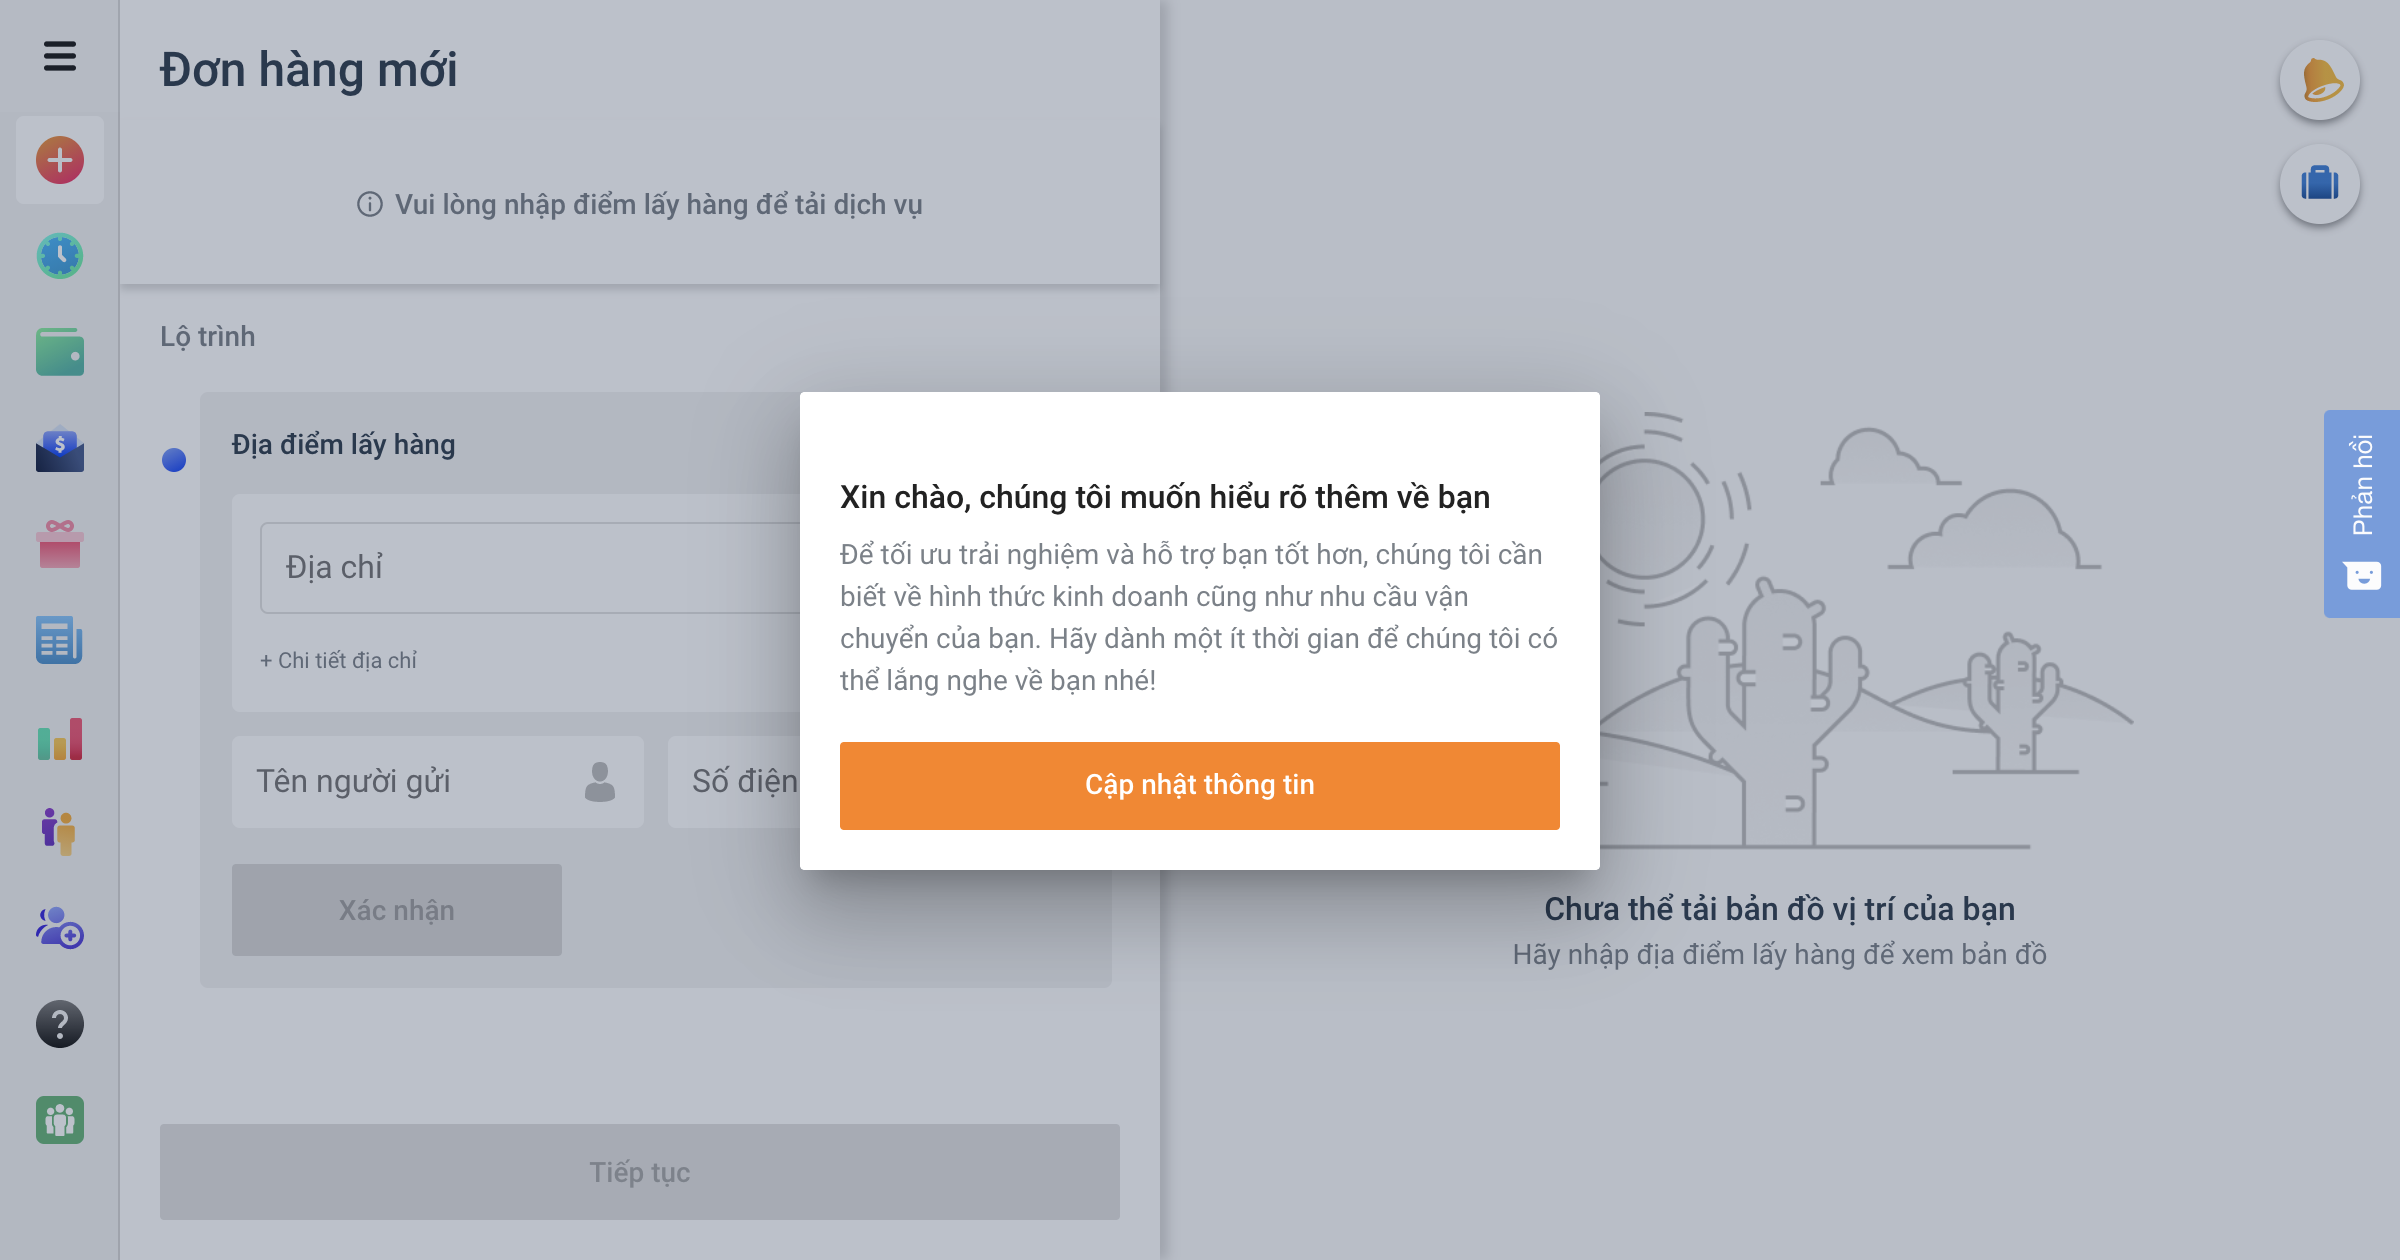 Đơn hàng mới
Vui lòng nhập điểm lấy hàng để tải dịch vụ
Lộ trình
Địa điểm lấy hàng
Địa chỉ
+ Chi tiết địa chỉ
Tên người gửi
Số điện
Xác nhận
Tiếp tục
Xin chào, chúng tôi muốn hiểu rõ thêm về bạn
Để tối ưu trải nghiệm và hỗ trợ bạn tốt hơn, chúng tôi cần
biết về hình thức kinh doanh cũng như nhu cầu vận
chuyển của bạn. Hãy dành một ít thời gian để chúng tôi có
thể lắng nghe về bạn nhé!
Cập nhật thông tin
Chưa thể tải bản đồ vị trí của bạn
Hãy nhập địa điểm lấy hàng để xem bản đồ
Phản hồi